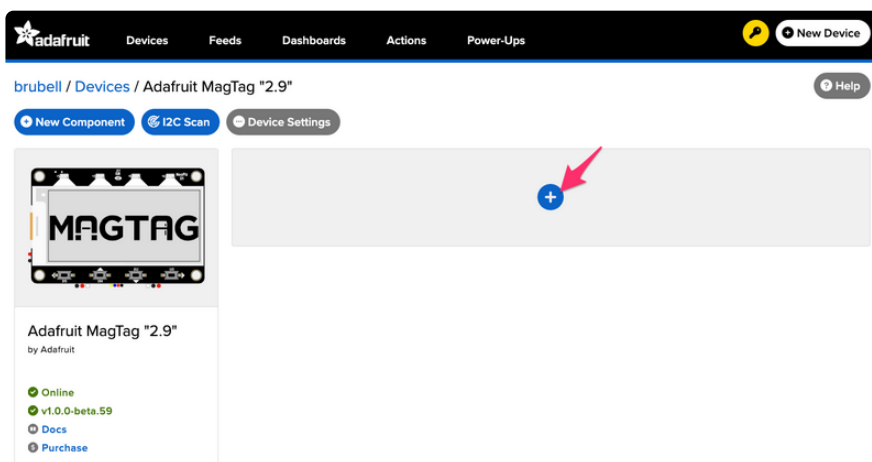 adafruit Devices Feeds Dashboards Actions Power-Ups New Device
brubell / Devices / Adafruit MagTag "2.9" Help
New Component I2C Scan Device Settings
MAGTAG
Adafruit MagTag "2.9"
by Adafruit
Online
v1.0.0-beta.59
Docs
Purchase